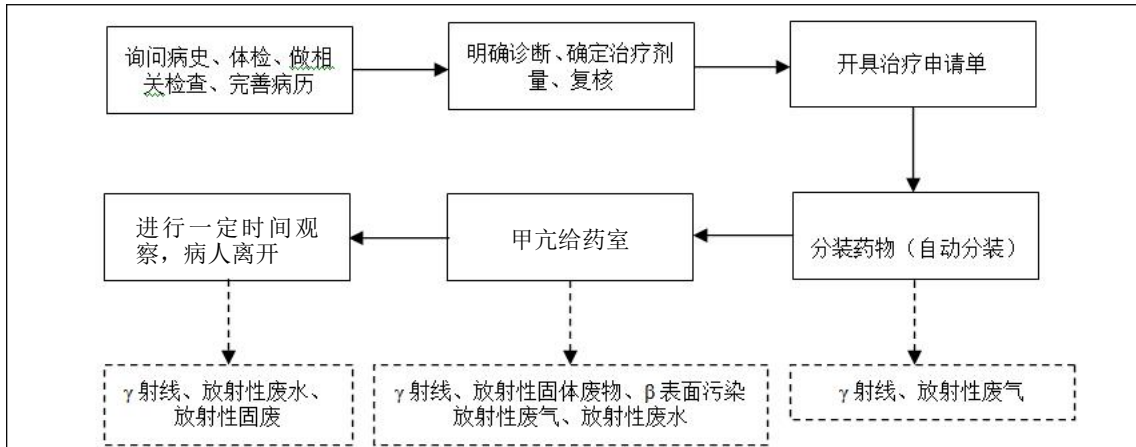 询问病史、体检、做相
关检查、完善病历
明确诊断、确定治疗剂
量、复核
开具治疗申请单
进行一定时间观
察，病人离开
甲亢给药室
分装药物（自动分装）
γ射线、放射性废水、
放射性固废
γ射线、放射性固体废物、β表面污染
放射性废气、放射性废水
γ射线、放射性废气